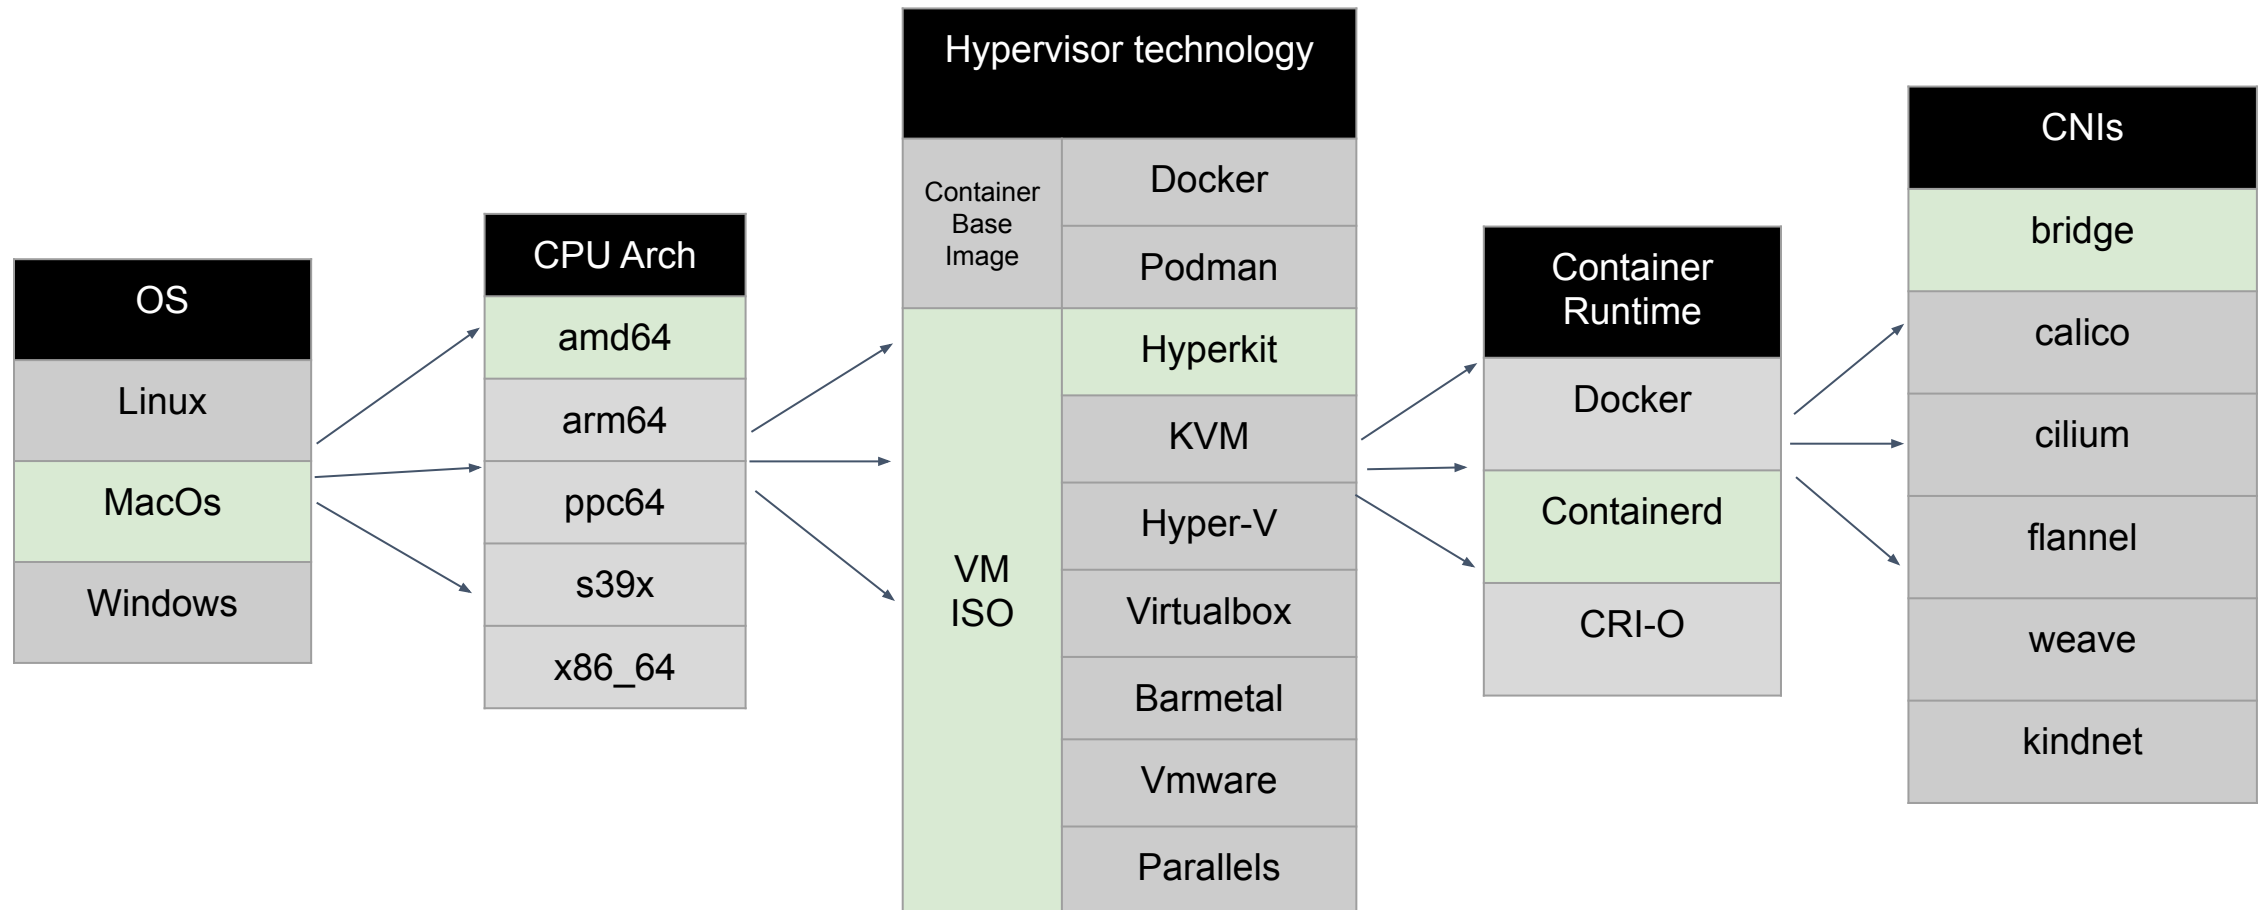 OS
Linux
MacOs
Windows
CPU Arch
amd64
arm64
ppc64
s39x
x86_64
Hypervisor technology
Container
Base
Image
Docker
Podman
VM
ISO
Hyperkit
KVM
Hyper-V
Virtualbox
Barmetal
Vmware
Parallels
Container
Runtime
Docker
Containerd
CRI-O
CNIs
bridge
calico
cilium
flannel
weave
kindnet